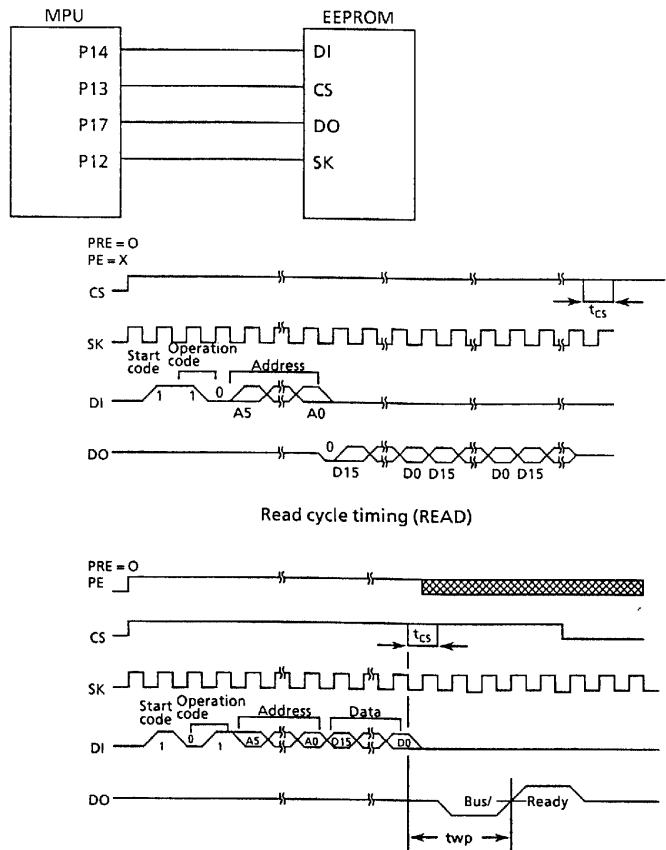 MPU EEPROM
P14 DI
P13 CS
P17 DO
P12 SK
PRE = O
PE = X
CS
tCS
SK
Start code Operation code Address
DI 1 1 0 A5 A0
DO 0 D15 D0 D15 D0 D15
Read cycle timing (READ)
PRE = O
PE
CS
tCS
SK
Start code Operation code Address Data
DI 1 0 1 A5 A0 D15 D0
DO Bus/ Ready
twp